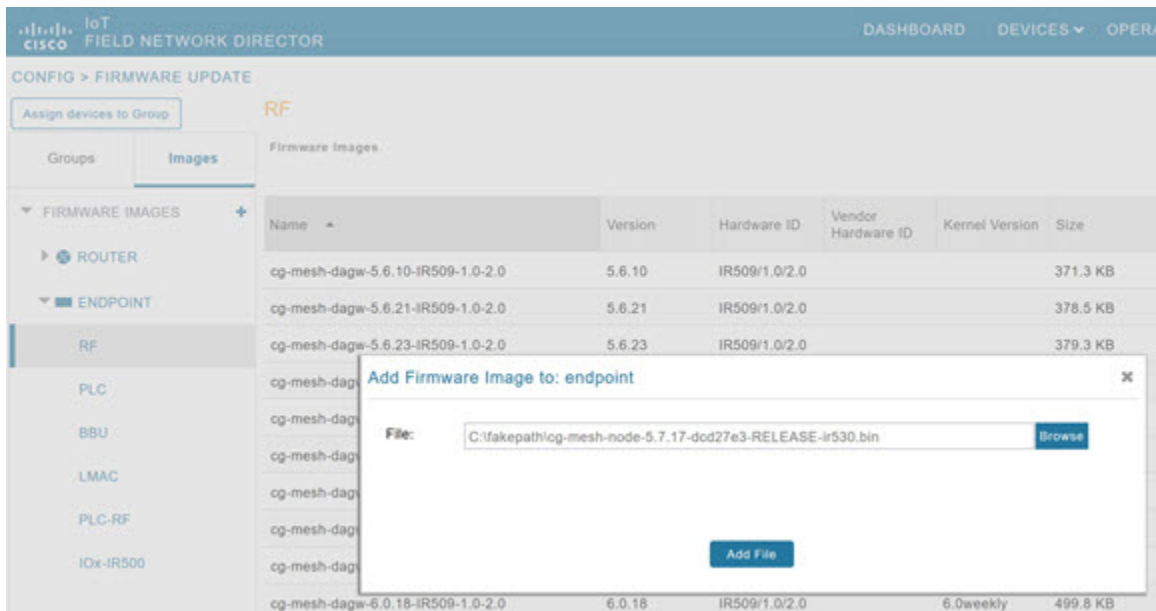 IoT
CISCO FIELD NETWORK DIRECTOR
DASHBOARD DEVICES OPERA
CONFIG > FIRMWARE UPDATE
Assign devices to Group
RF
Groups Images
Firmware Images
FIRMWARE IMAGES +
Name Version Hardware ID Vendor Hardware ID Kernel Version Size
ROUTER
cg-mesh-dagw-5.6.10-IR509-1.0-2.0 5.6.10 IR509/1.0/2.0 371.3 KB
ENDPOINT
cg-mesh-dagw-5.6.21-IR509-1.0-2.0 5.6.21 IR509/1.0/2.0 378.5 KB
RF
cg-mesh-dagw-5.6.23-IR509-1.0-2.0 5.6.23 IR509/1.0/2.0 379.3 KB
PLC
cg-mesh-dagw
BBU
cg-mesh-dagw
LMAC
cg-mesh-dagw
cg-mesh-dagw
PLC-RF
cg-mesh-dagw
IOx-IR500
cg-mesh-dagw
Add Firmware Image to: endpoint ×
File: C:\fakepath\cg-mesh-node-5.7.17-dcd27e3-RELEASE-ir530.bin Browse
Add File
cg-mesh-dagw-6.0.18-IR509-1.0-2.0 6.0.18 IR509/1.0/2.0 6.0weekly 499.8 KB